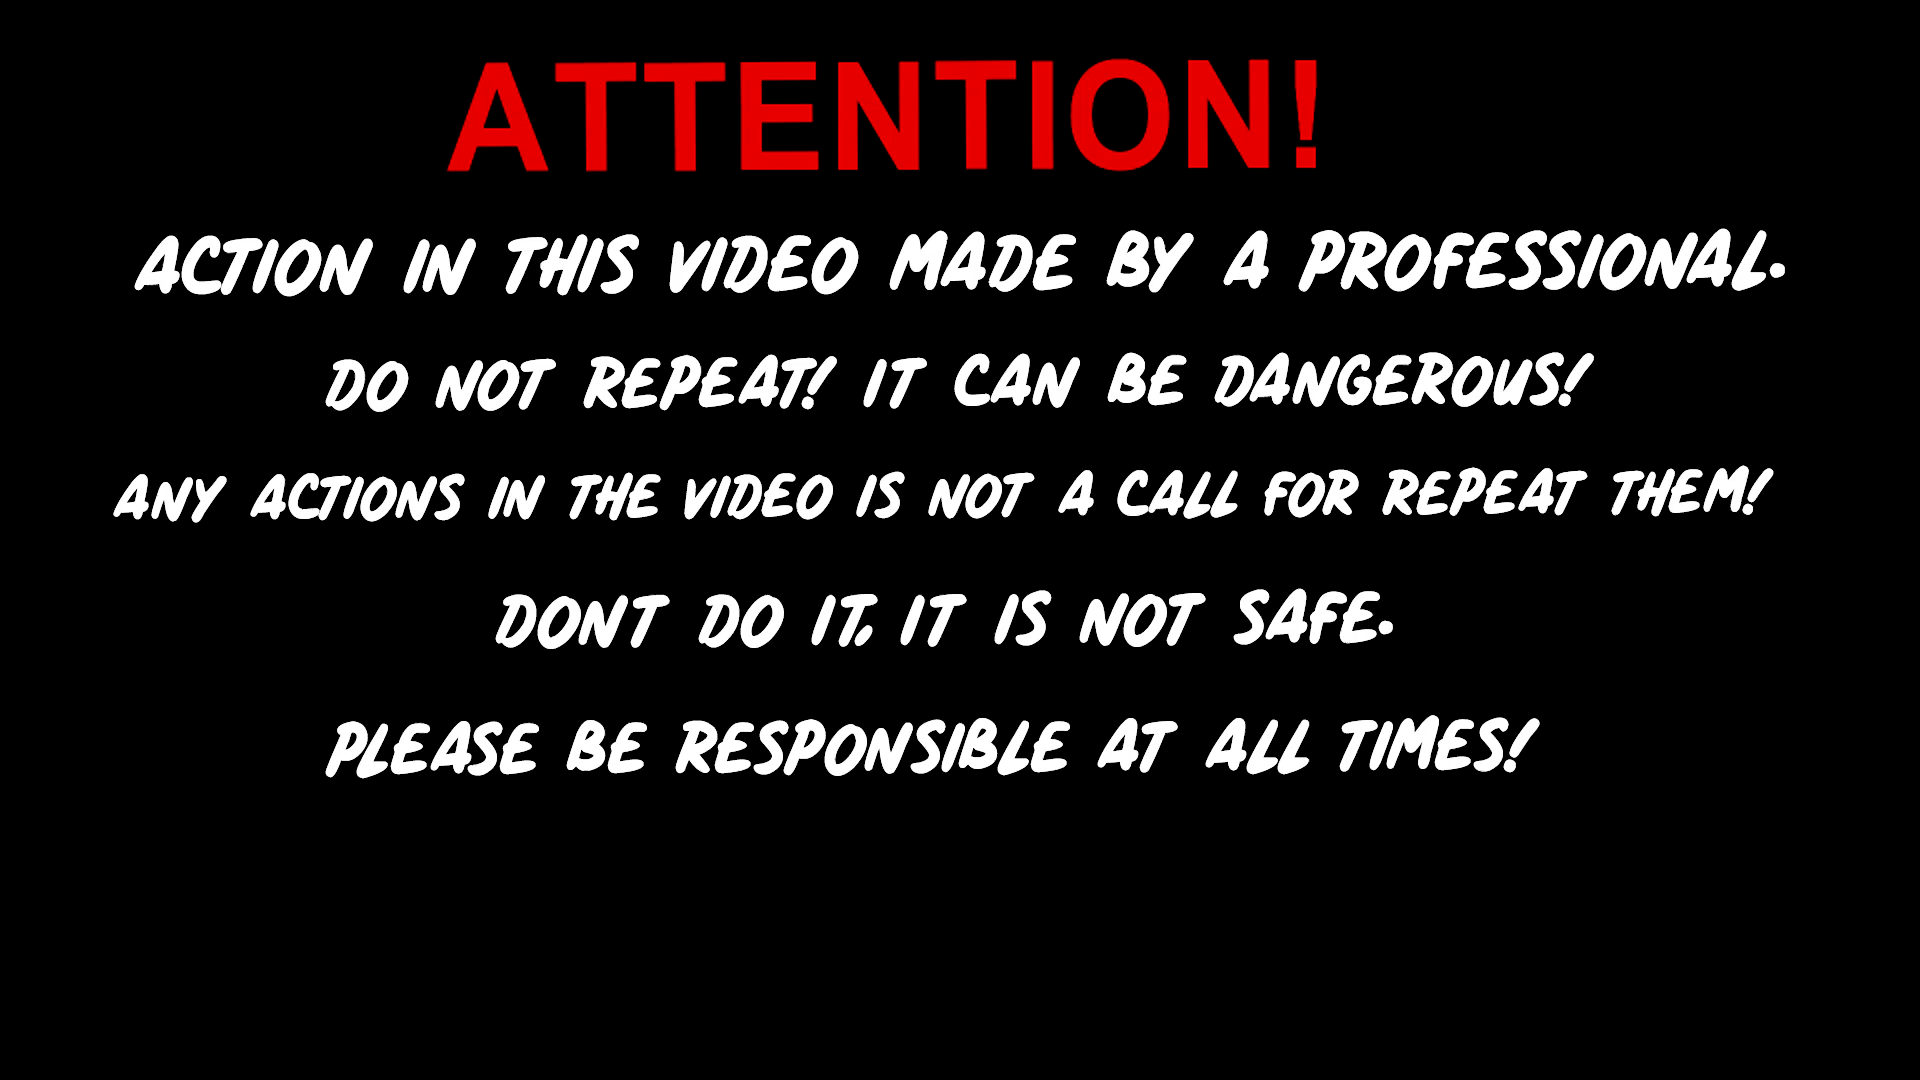 ATTENTION!
ACTION IN THIS VIDEO MADE BY A PROFESSIONAL.
DO NOT REPEAT! IT CAN BE DANGEROUS!
ANY ACTIONS IN THE VIDEO IS NOT A CALL FOR REPEAT THEM!
DONT DO IT, IT IS NOT SAFE.
PLEASE BE RESPONSIBLE AT ALL TIMES!